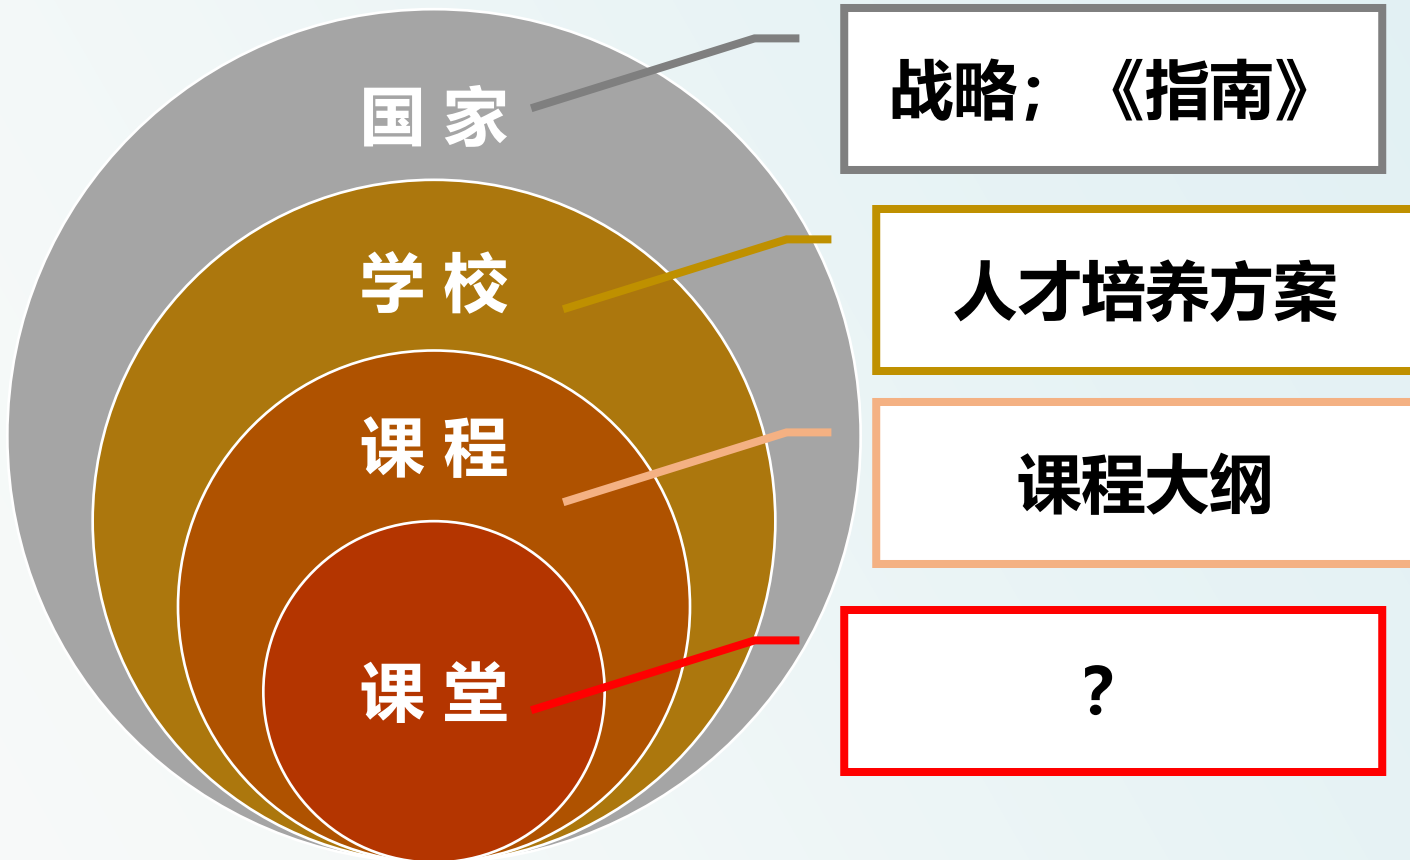 国 家
战略；《指南》
学 校
人才培养方案
课 程
课程大纲
课 堂
？